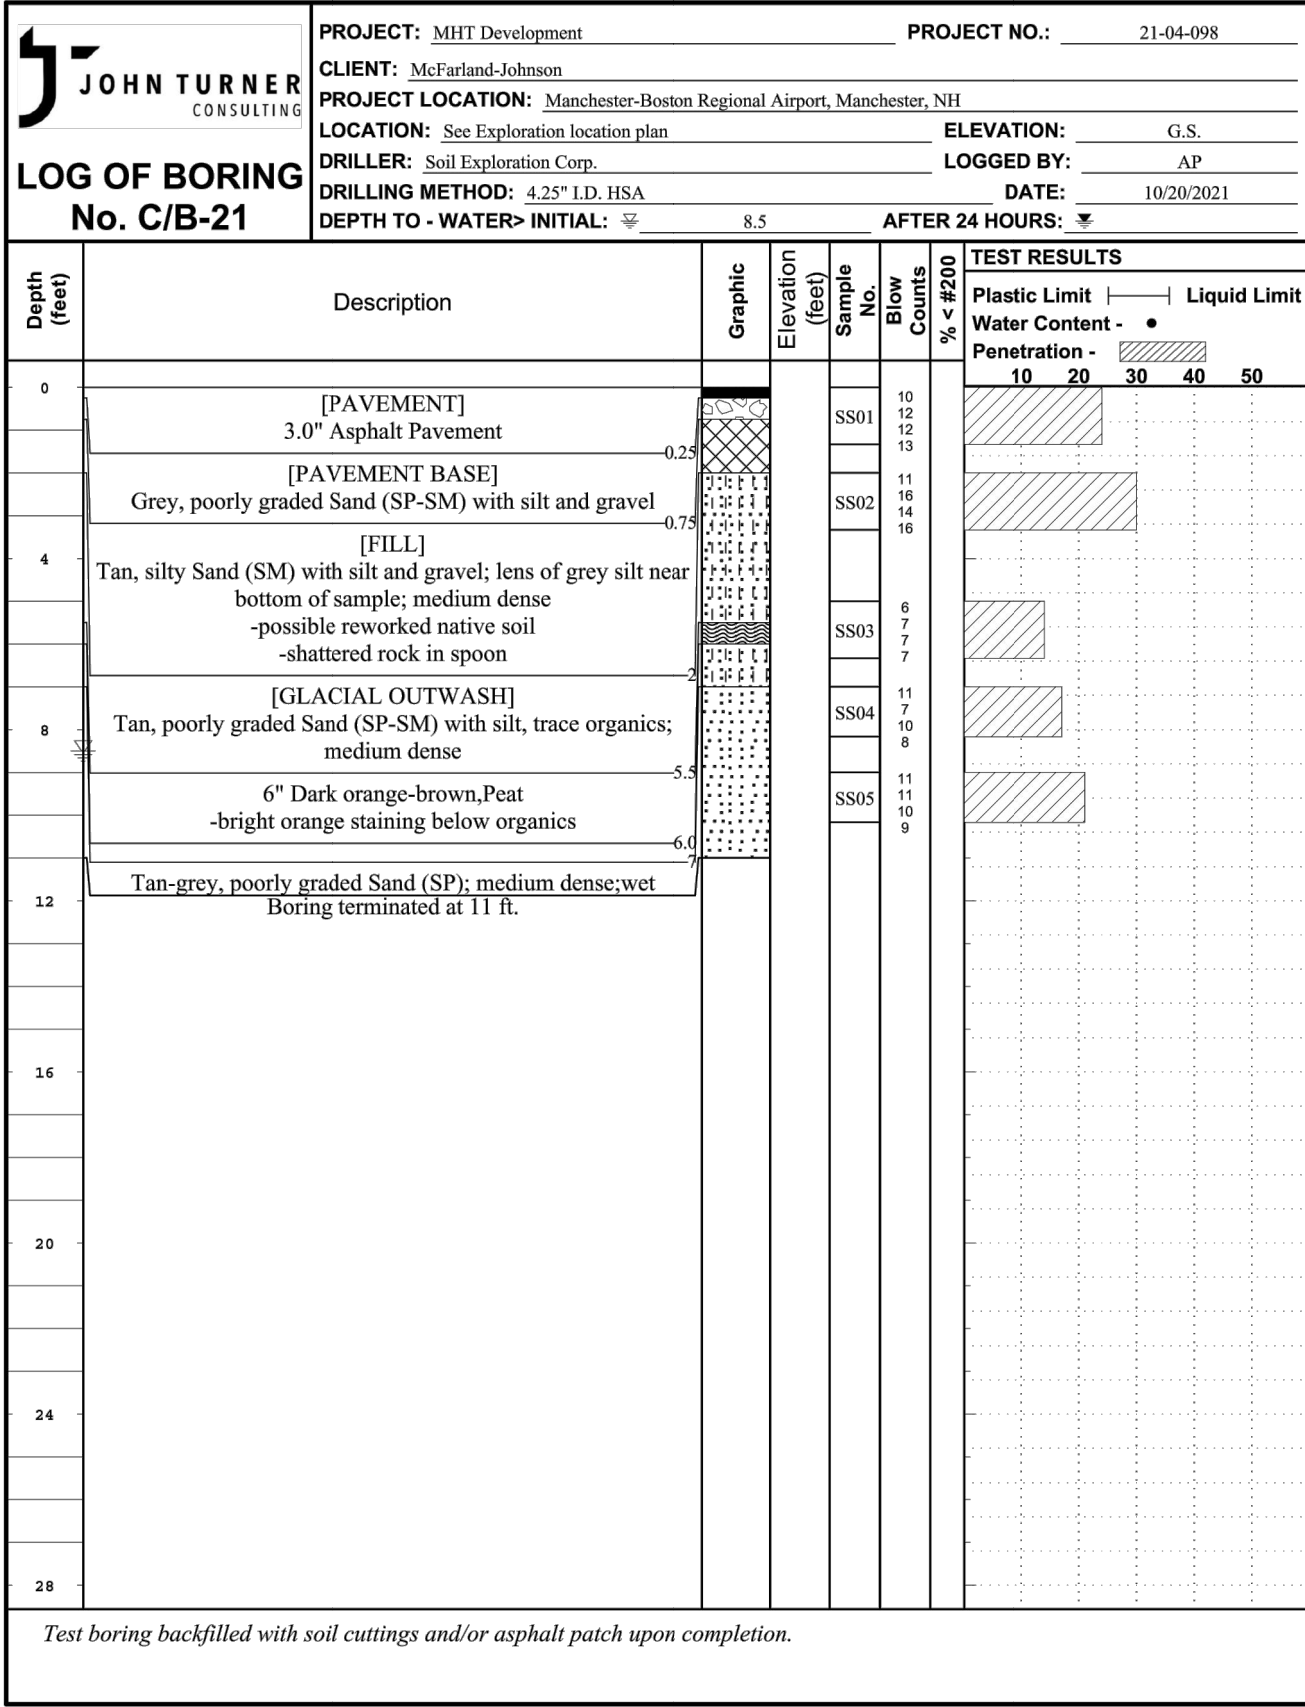 JOHN TURNER
CONSULTING
LOG OF BORING
No. C/B-21
PROJECT: MHT Development PROJECT NO.: 21-04-098
CLIENT: McFarland-Johnson
PROJECT LOCATION: Manchester-Boston Regional Airport, Manchester, NH
LOCATION: See Exploration location plan ELEVATION: G.S.
DRILLER: Soil Exploration Corp. LOGGED BY: AP
DRILLING METHOD: 4.25" I.D. HSA DATE: 10/20/2021
DEPTH TO - WATER> INITIAL: 8.5 AFTER 24 HOURS:
Depth
(feet)
Description
Graphic
Elevation
(feet)
Sample
No.
Blow
Counts
% < #200
TEST RESULTS
Plastic Limit Liquid Limit
Water Content - ●
Penetration -
10 20 30 40 50
0
[PAVEMENT]
3.0" Asphalt Pavement
0.25
[PAVEMENT BASE]
Grey, poorly graded Sand (SP-SM) with silt and gravel
0.75
[FILL]
4
Tan, silty Sand (SM) with silt and gravel; lens of grey silt near
bottom of sample; medium dense
-possible reworked native soil
-shattered rock in spoon
2
[GLACIAL OUTWASH]
Tan, poorly graded Sand (SP-SM) with silt, trace organics;
8
medium dense
5.5
6" Dark orange-brown,Peat
-bright orange staining below organics
6.0
7
Tan-grey, poorly graded Sand (SP); medium dense;wet
12
Boring terminated at 11 ft.
16
20
24
28
SS01
10
12
12
13
SS02
11
16
14
16
SS03
6
7
7
7
SS04
11
7
10
8
SS05
11
11
10
9
Test boring backfilled with soil cuttings and/or asphalt patch upon completion.